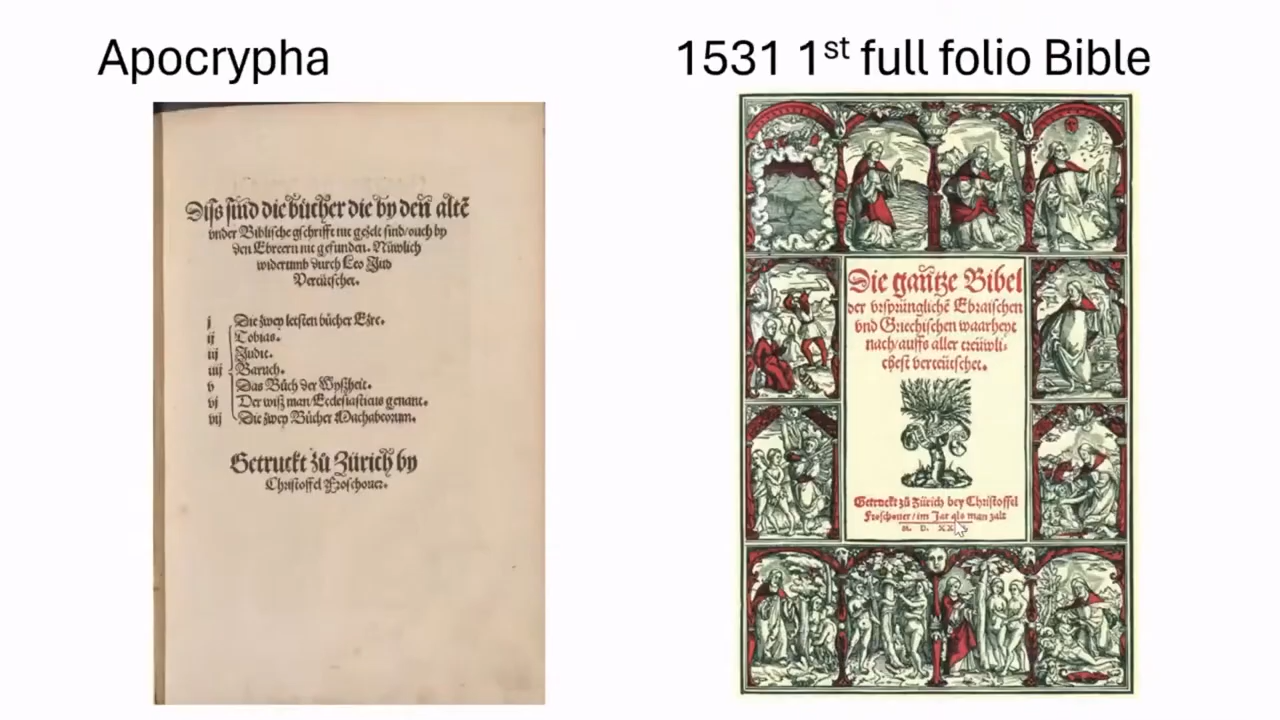 Apocrypha
1531 1st full folio Bible
Diss sind die bücher die by den altẽ
vnder Biblische gschrifft nit gezelt sind/ouch by
den Ebreern nit gefunden. Nüwlich
widerumb durch Leo Jud
Vertütschet.
j Die zwey letsten bücher Ezre.
ij Tobias.
iij Judit.
iiij Baruch.
v Das Bůch der Wyßheit.
vj Der wiß man/Ecclesiasticus genant.
vij Die zwey Bücher Machabeorum.
Getruckt zů Zürich by
Christoffel Froschouer.
Die gantze Bibel
der vrsprünglichẽ Ebraischen
vnd Griechischen waarheyt
nach/auffs aller treüwli-
chest verteütschet.
Getruckt zů Zürich bey Christoffel
Froschouer/im Jar als man zalt
M. D. XX